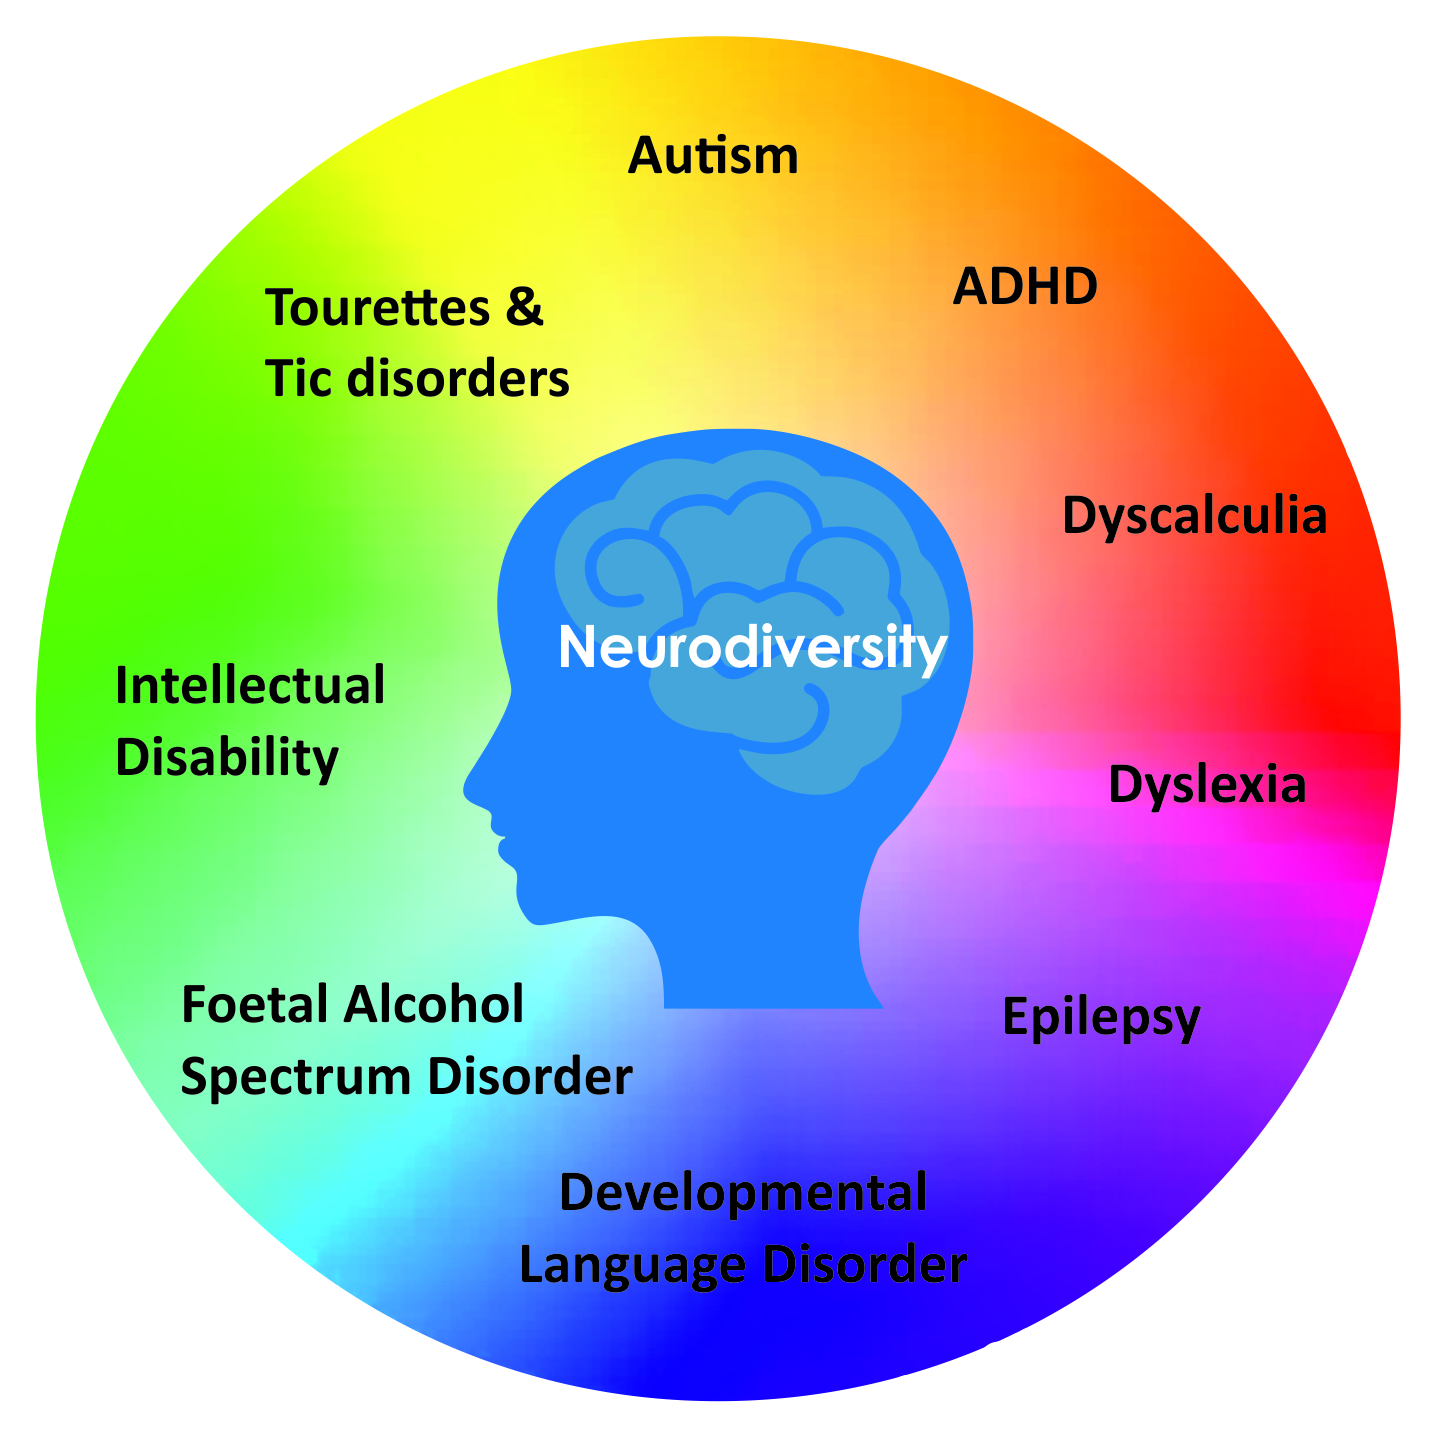 Autism
ADHD
Tourettes &
Tic disorders
Dyscalculia
Neurodiversity
Intellectual
Disability
Dyslexia
Foetal Alcohol
Spectrum Disorder
Epilepsy
Developmental
Language Disorder